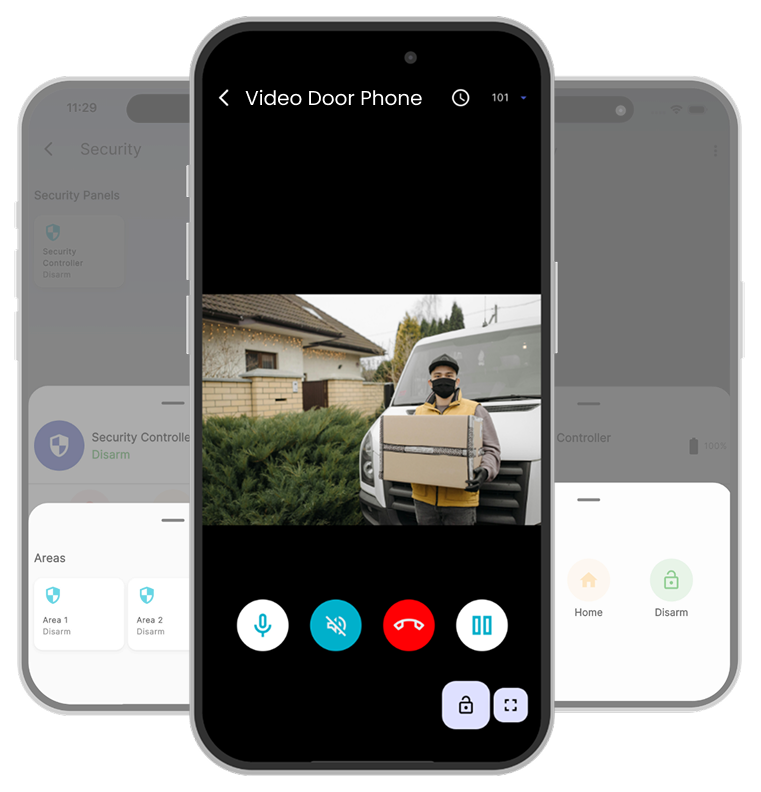 11:29
Security
Security Panels
Security
Controller
Disarm
Security Controlle
Disarm
Areas
Area 1
Disarm
Area 2
Disarm
Video Door Phone
101
Controller
100%
Home
Disarm